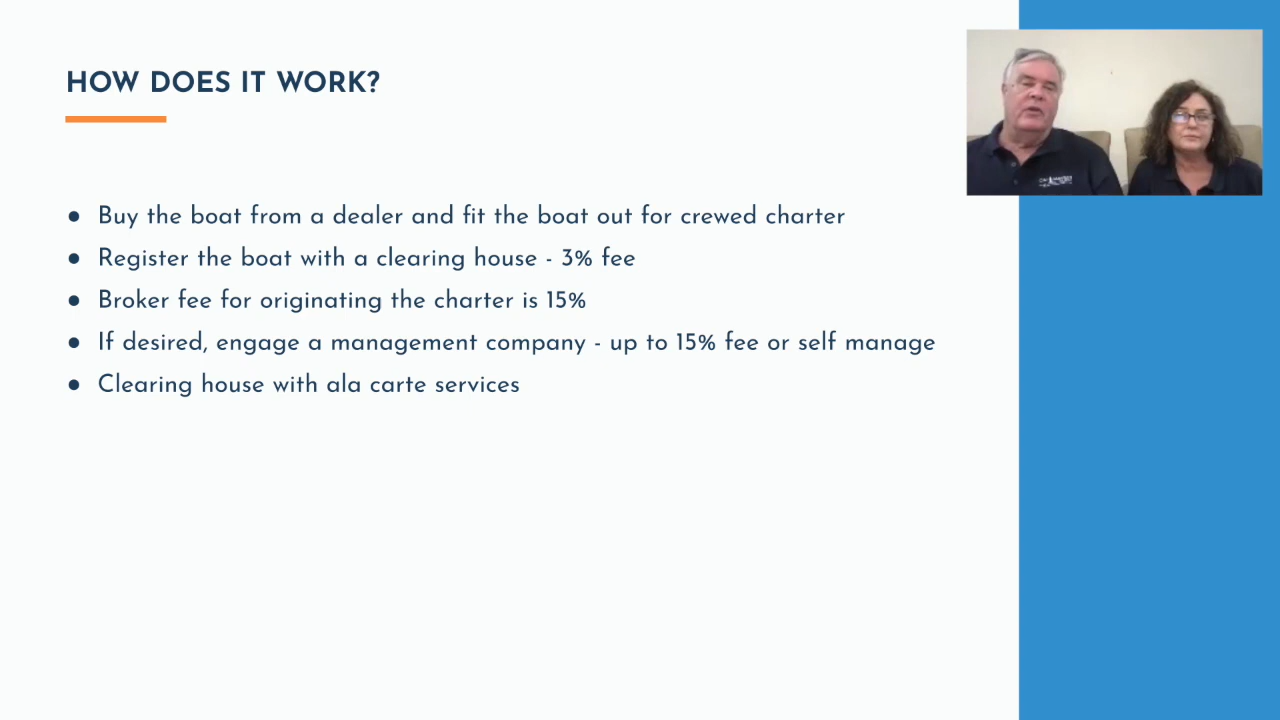 HOW DOES IT WORK?
● Buy the boat from a dealer and fit the boat out for crewed charter
● Register the boat with a clearing house - 3% fee
● Broker fee for originating the charter is 15%
● If desired, engage a management company - up to 15% fee or self manage
● Clearing house with ala carte services